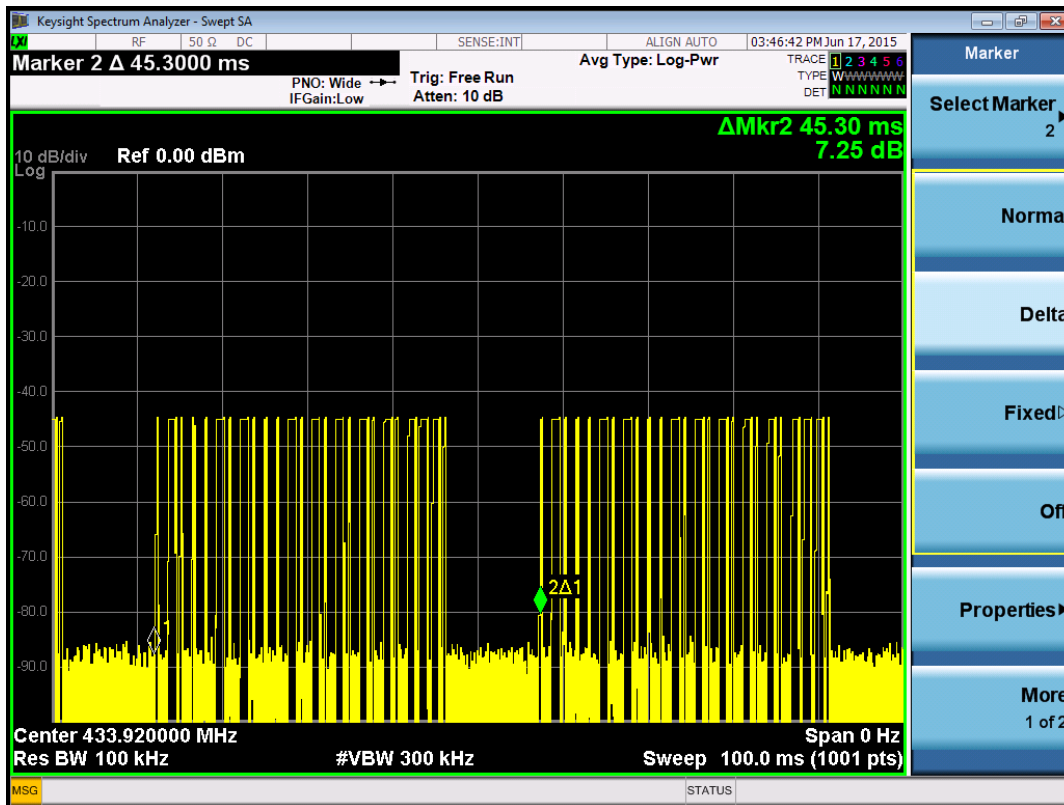 Keysight Spectrum Analyzer - Swept SA
LXI RF 50 Ω DC SENSE:INT ALIGN AUTO 03:46:42 PM Jun 17, 2015
Marker 2 Δ 45.3000 ms
PNO: Wide
IFGain:Low
Trig: Free Run
Atten: 10 dB
Avg Type: Log-Pwr
TRACE 1 2 3 4 5 6
TYPE WWWWWW
DET N N N N N N
ΔMkr2 45.30 ms
7.25 dB
10 dB/div Ref 0.00 dBm
Log
-10.0
-20.0
-30.0
-40.0
-50.0
-60.0
-70.0
-80.0
-90.0
2Δ1
Center 433.920000 MHz Span 0 Hz
Res BW 100 kHz #VBW 300 kHz Sweep 100.0 ms (1001 pts)
MSG STATUS
Marker
Select Marker
2
Norma
Delta
Fixed
Off
Properties
More
1 of 2